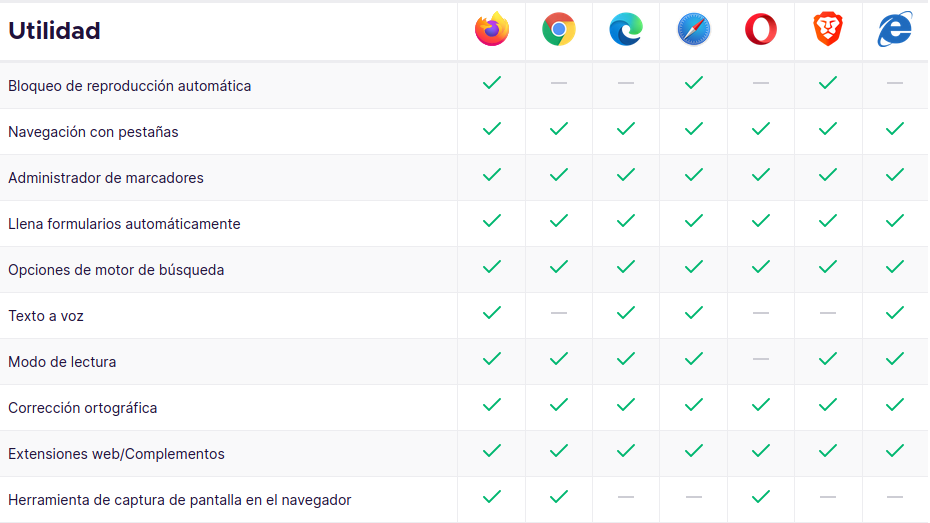 Utilidad
Bloqueo de reproducción automática
Navegación con pestañas
Administrador de marcadores
Llena formularios automáticamente
Opciones de motor de búsqueda
Texto a voz
Modo de lectura
Corrección ortográfica
Extensiones web/Complementos
Herramienta de captura de pantalla en el navegador